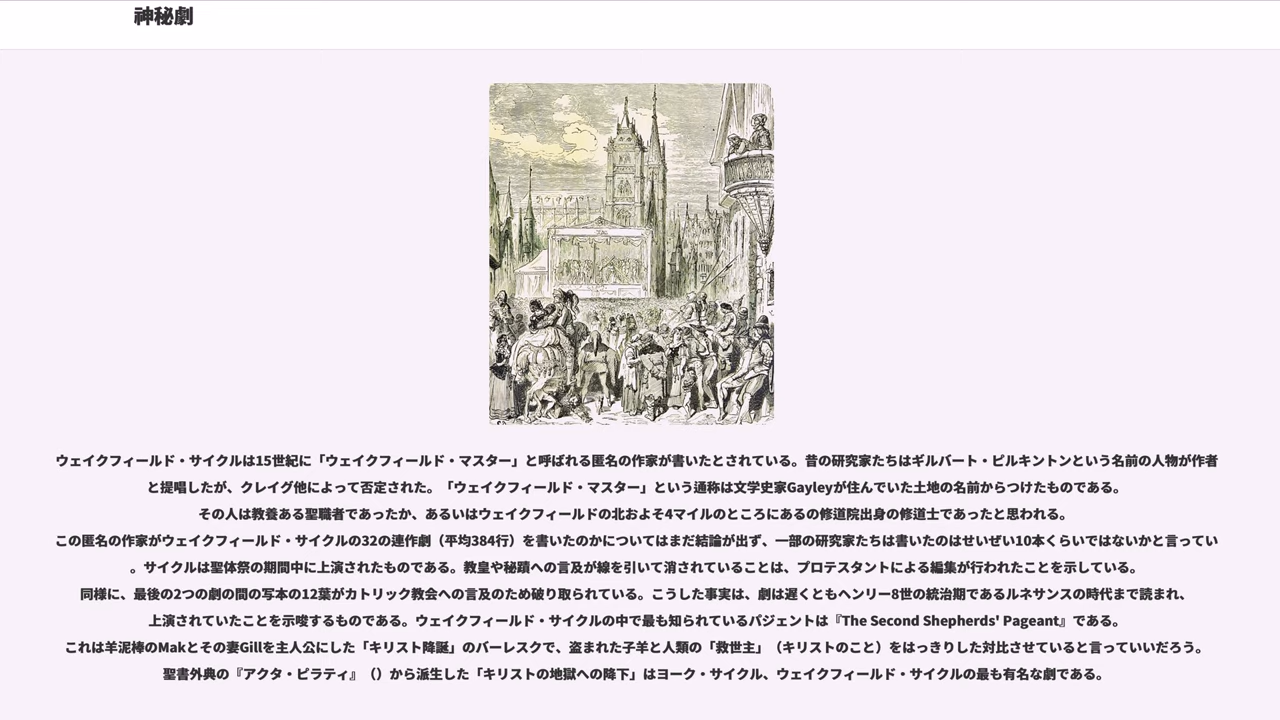 神秘劇
ウェイクフィールド・サイクルは15世紀に「ウェイクフィールド・マスター」と呼ばれる匿名の作家が書いたとされている。昔の研究家たちはギルバート・ピルキントンという名前の人物が作者
と提唱したが、クレイグ他によって否定された。「ウェイクフィールド・マスター」という通称は文学史家Gayleyが住んでいた土地の名前からつけたものである。
その人は教養ある聖職者であったか、あるいはウェイクフィールドの北およそ4マイルのところにあるの修道院出身の修道士であったと思われる。
この匿名の作家がウェイクフィールド・サイクルの32の連作劇（平均384行）を書いたのかについてはまだ結論が出ず、一部の研究家たちは書いたのはせいぜい10本くらいではないかと言ってい
。サイクルは聖体祭の期間中に上演されたものである。教皇や秘蹟への言及が線を引いて消されていることは、プロテスタントによる編集が行われたことを示している。
同様に、最後の2つの劇の間の写本の12葉がカトリック教会への言及のため破り取られている。こうした事実は、劇は遅くともヘンリー8世の統治期であるルネサンスの時代まで読まれ、
上演されていたことを示唆するものである。ウェイクフィールド・サイクルの中で最も知られているパジェントは『The Second Shepherds' Pageant』である。
これは羊泥棒のMakとその妻Gillを主人公にした「キリスト降誕」のバーレスクで、盗まれた子羊と人類の「救世主」（キリストのこと）をはっきりした対比させていると言っていいだろう。
聖書外典の『アクタ・ピラティ』（）から派生した「キリストの地獄への降下」はヨーク・サイクル、ウェイクフィールド・サイクルの最も有名な劇である。